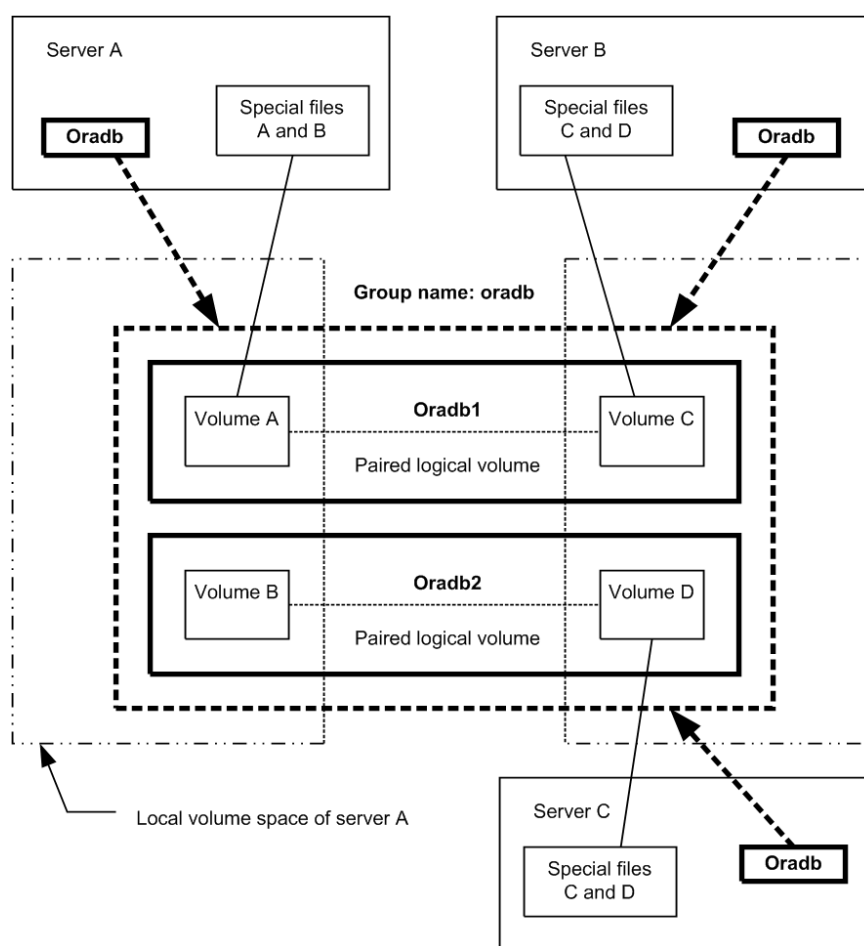 Server A
Special files
A and B
Oradb
Server B
Special files
C and D
Oradb
Group name: oradb
Volume A
Oradb1
Paired logical volume
Volume C
Volume B
Oradb2
Paired logical volume
Volume D
Local volume space of server A
Server C
Special files
C and D
Oradb